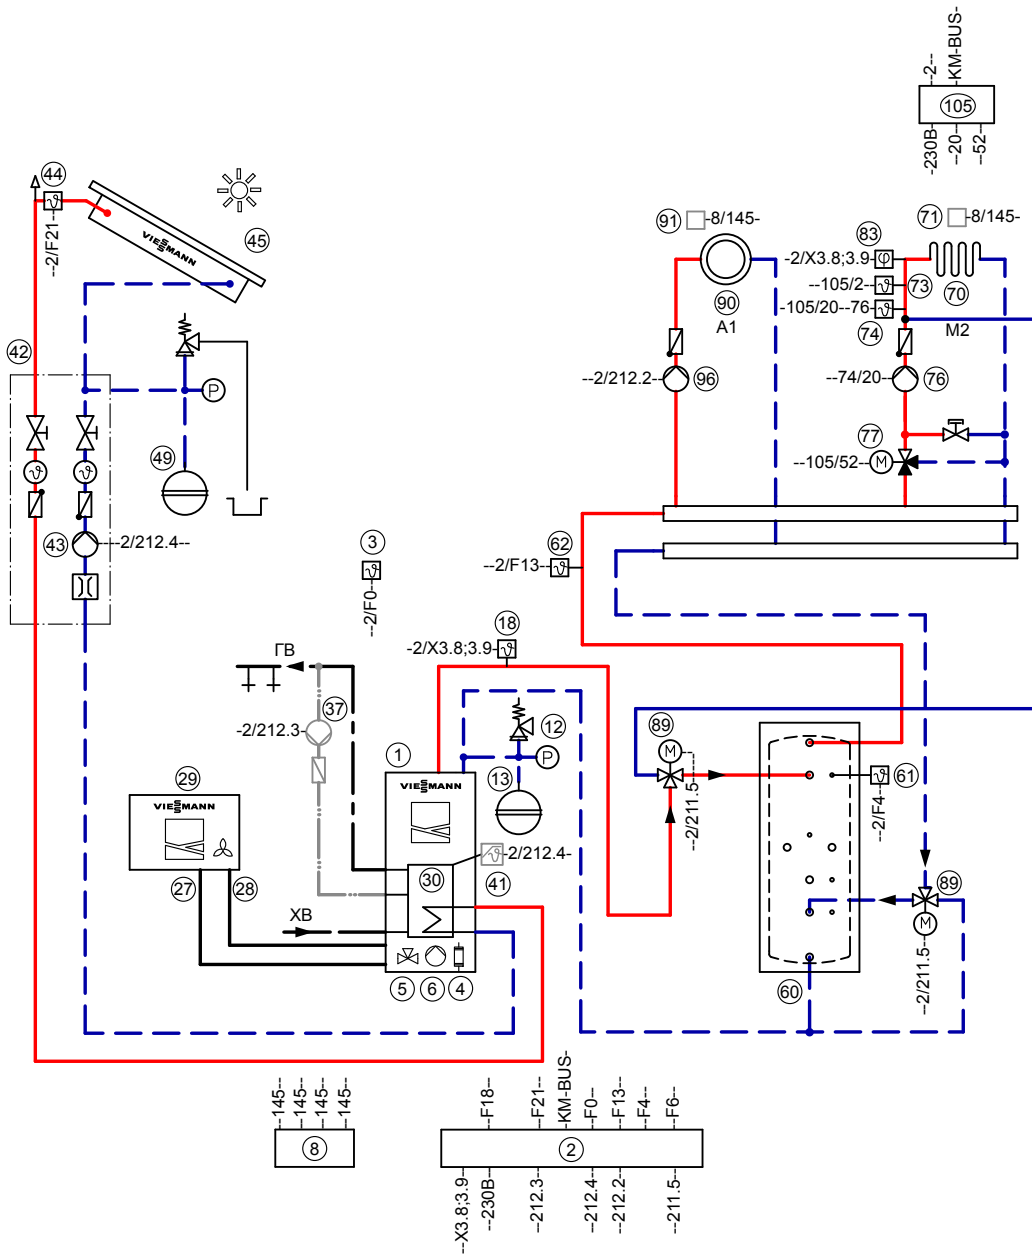 --2--
KM-BUS-
105
-230B-
--20--
--52--
44
--2/F21--
VIESSMANN
45
91
-8/145-
71
-8/145-
83
-2/X3.8;3.9-
--105/2--
73
-105/20--76-
74
70
M2
90
A1
42
P
--2/212.2--
96
--74/20--
76
77
--105/52--
M
49
43
----2/212.4--
3
--2/F0--
62
--2/F13--
18
-2/X3.8;3.9-
ГВ
37
-2/212.3-
1
12
P
13
89
M
--2/211.5--
61
--2/F4--
29
VIESSMANN
VIESSMANN
30
-2/212.4-
41
27
28
ХВ
5
6
4
89
M
--2/211.5--
60
--145--
--145--
--145--
--145--
8
--F18--
--F21--
-KM-BUS-
--F0--
--F13--
--F4--
--F6--
2
--X3.8;3.9--
--230B--
--212.3--
--212.4--
--212.2--
--211.5--